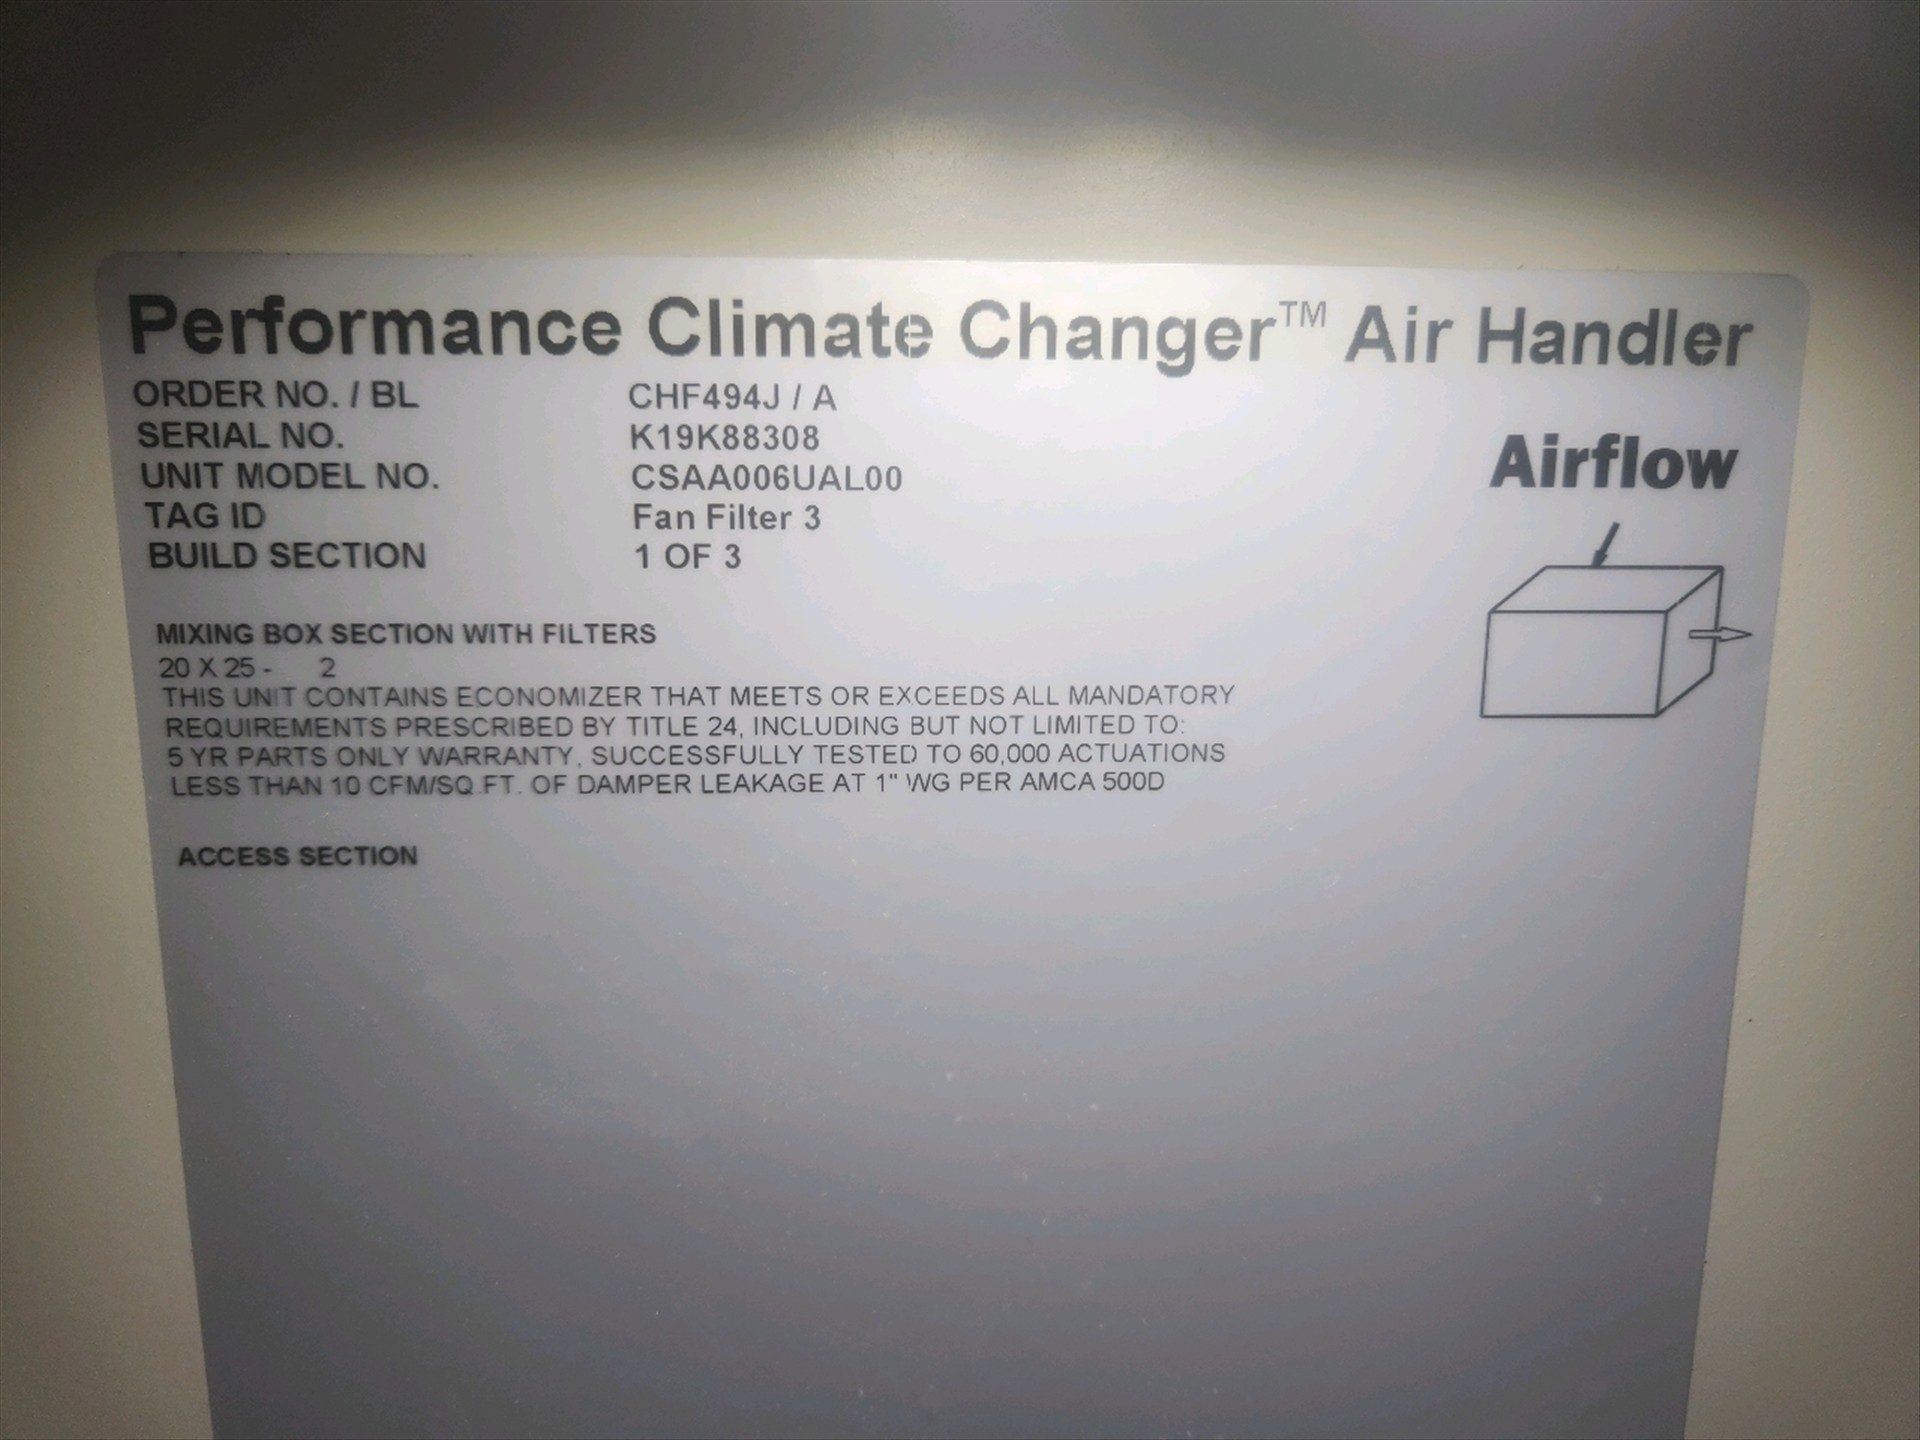 Performance Climate Changer™ Air Handler
ORDER NO. / BL CHF494J / A
SERIAL NO. K19K88308
UNIT MODEL NO. CSAA006UAL00
TAG ID Fan Filter 3
BUILD SECTION 1 OF 3
Airflow
MIXING BOX SECTION WITH FILTERS
20 X 25 - 2
THIS UNIT CONTAINS ECONOMIZER THAT MEETS OR EXCEEDS ALL MANDATORY
REQUIREMENTS PRESCRIBED BY TITLE 24, INCLUDING BUT NOT LIMITED TO:
5 YR PARTS ONLY WARRANTY, SUCCESSFULLY TESTED TO 60,000 ACTUATIONS
LESS THAN 10 CFM/SQ.FT. OF DAMPER LEAKAGE AT 1" WG PER AMCA 500D
ACCESS SECTION